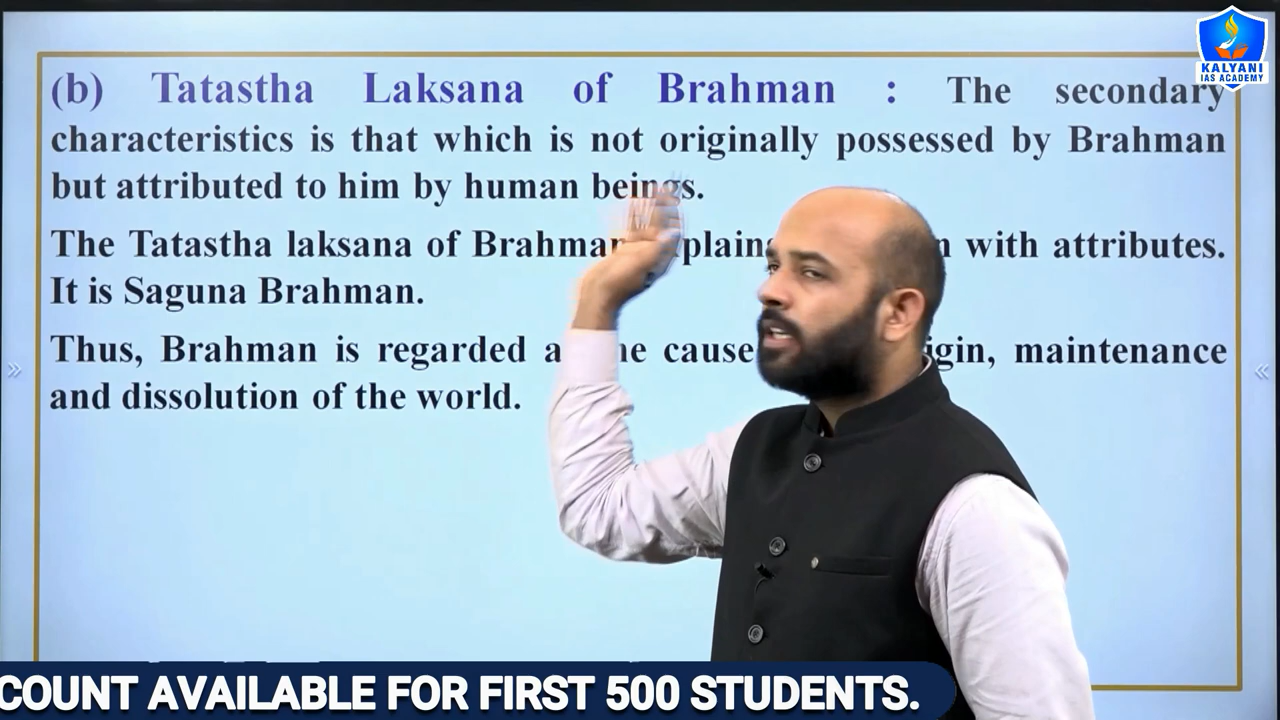 KALYANI
IAS ACADEMY
(b) Tatastha Laksana of Brahman : The secondary
characteristics is that which is not originally possessed by Brahman
but attributed to him by human beings.
The Tatastha laksana of Brahman with attributes.
It is Saguna Brahman.
Thus, Brahman is regarded cause maintenance
and dissolution of the world.
COUNT AVAILABLE FOR FIRST 500 STUDENTS.